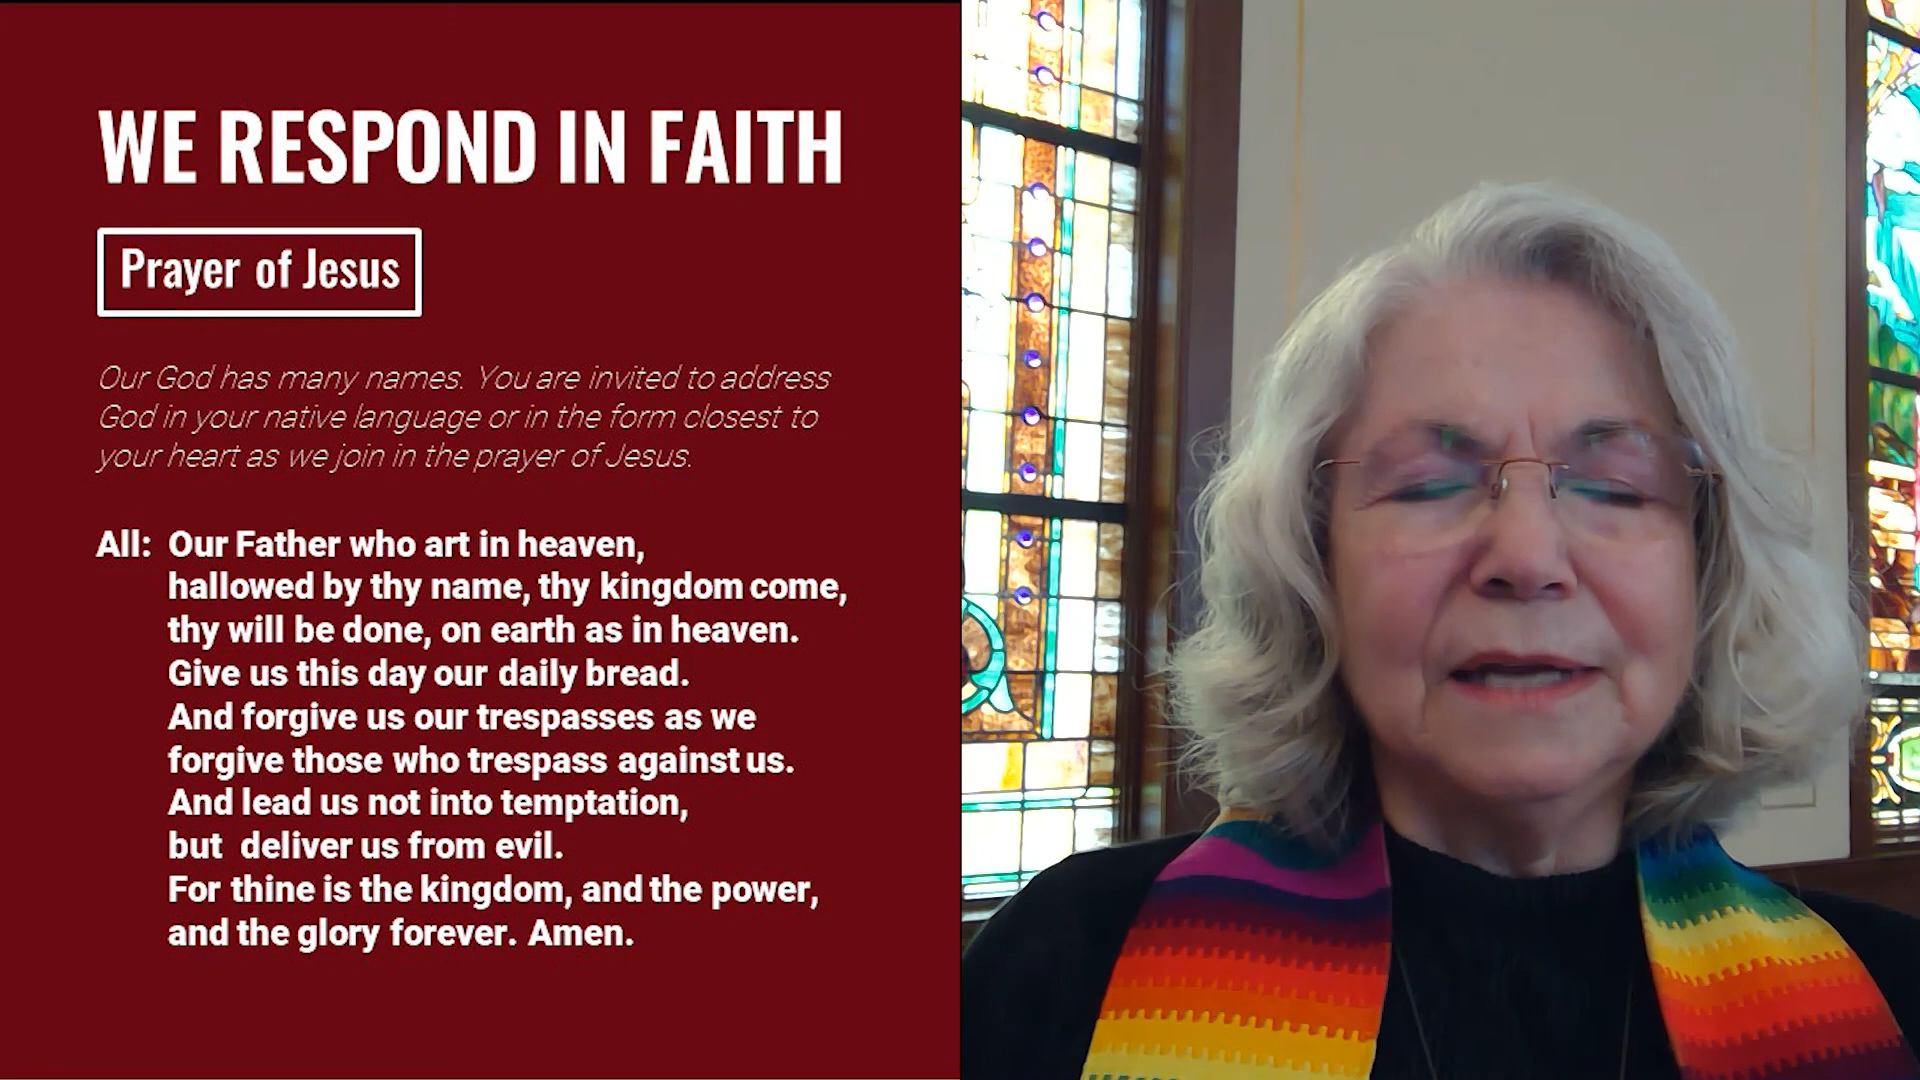 WE RESPOND IN FAITH
Prayer of Jesus
Our God has many names. You are invited to address
God in your native language or in the form closest to
your heart as we join in the prayer of Jesus.
All: Our Father who art in heaven,
hallowed by thy name, thy kingdom come,
thy will be done, on earth as in heaven.
Give us this day our daily bread.
And forgive us our trespasses as we
forgive those who trespass against us.
And lead us not into temptation,
but deliver us from evil.
For thine is the kingdom, and the power,
and the glory forever. Amen.